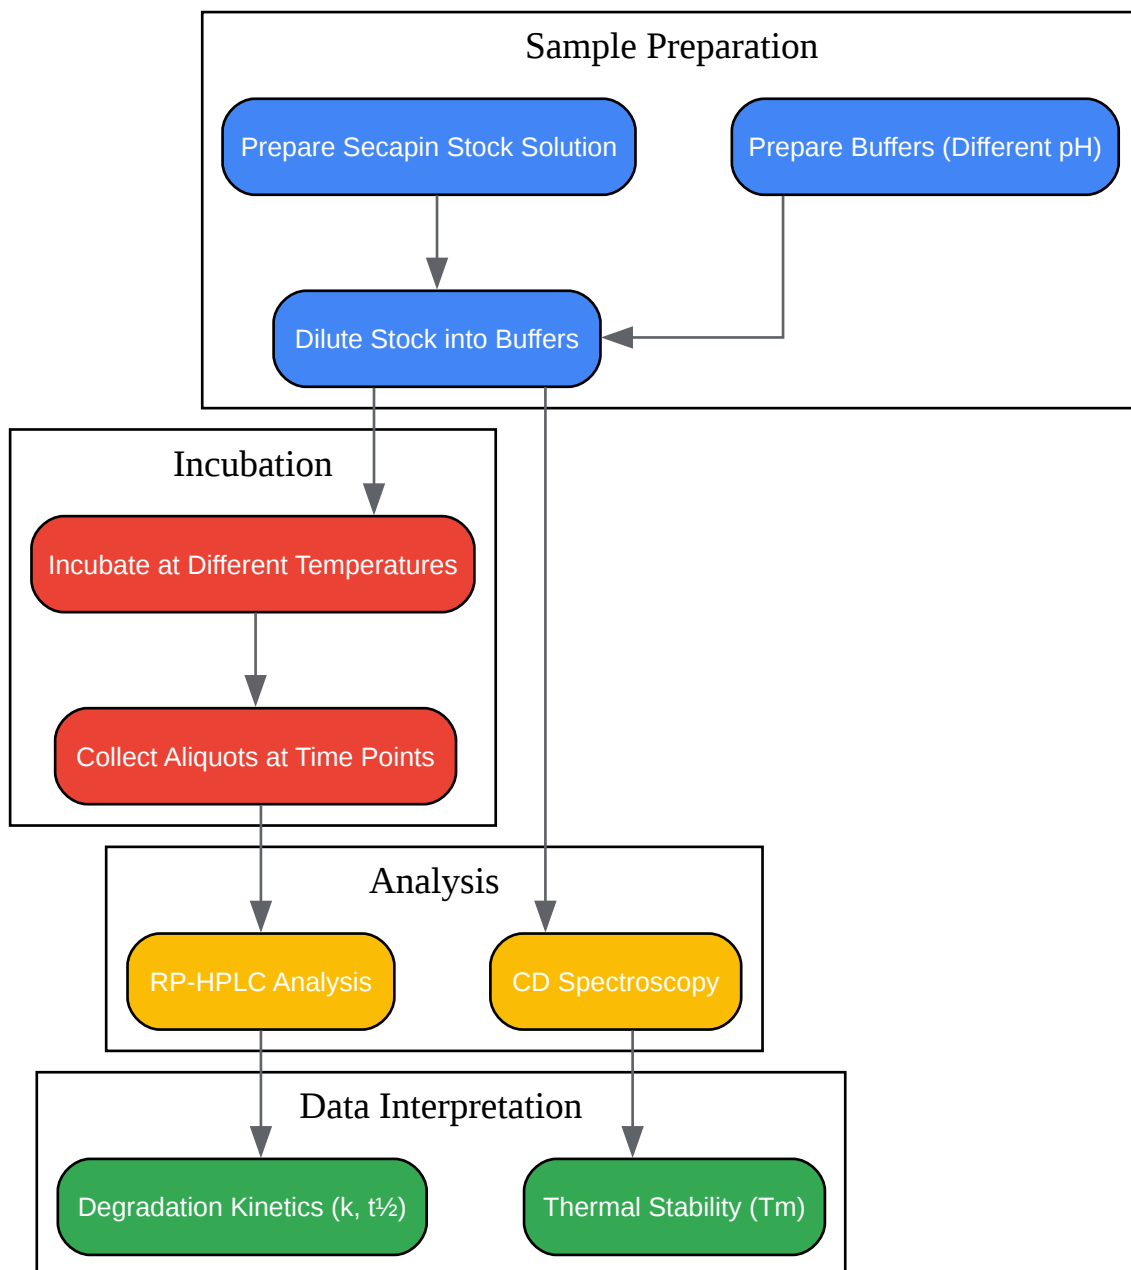 Sample Preparation
Prepare Secapin Stock Solution
Prepare Buffers (Different pH)
Dilute Stock into Buffers
Incubation
Incubate at Different Temperatures
Collect Aliquots at Time Points
Analysis
RP-HPLC Analysis
CD Spectroscopy
Data Interpretation
Degradation Kinetics (k, t½)
Thermal Stability (Tm)